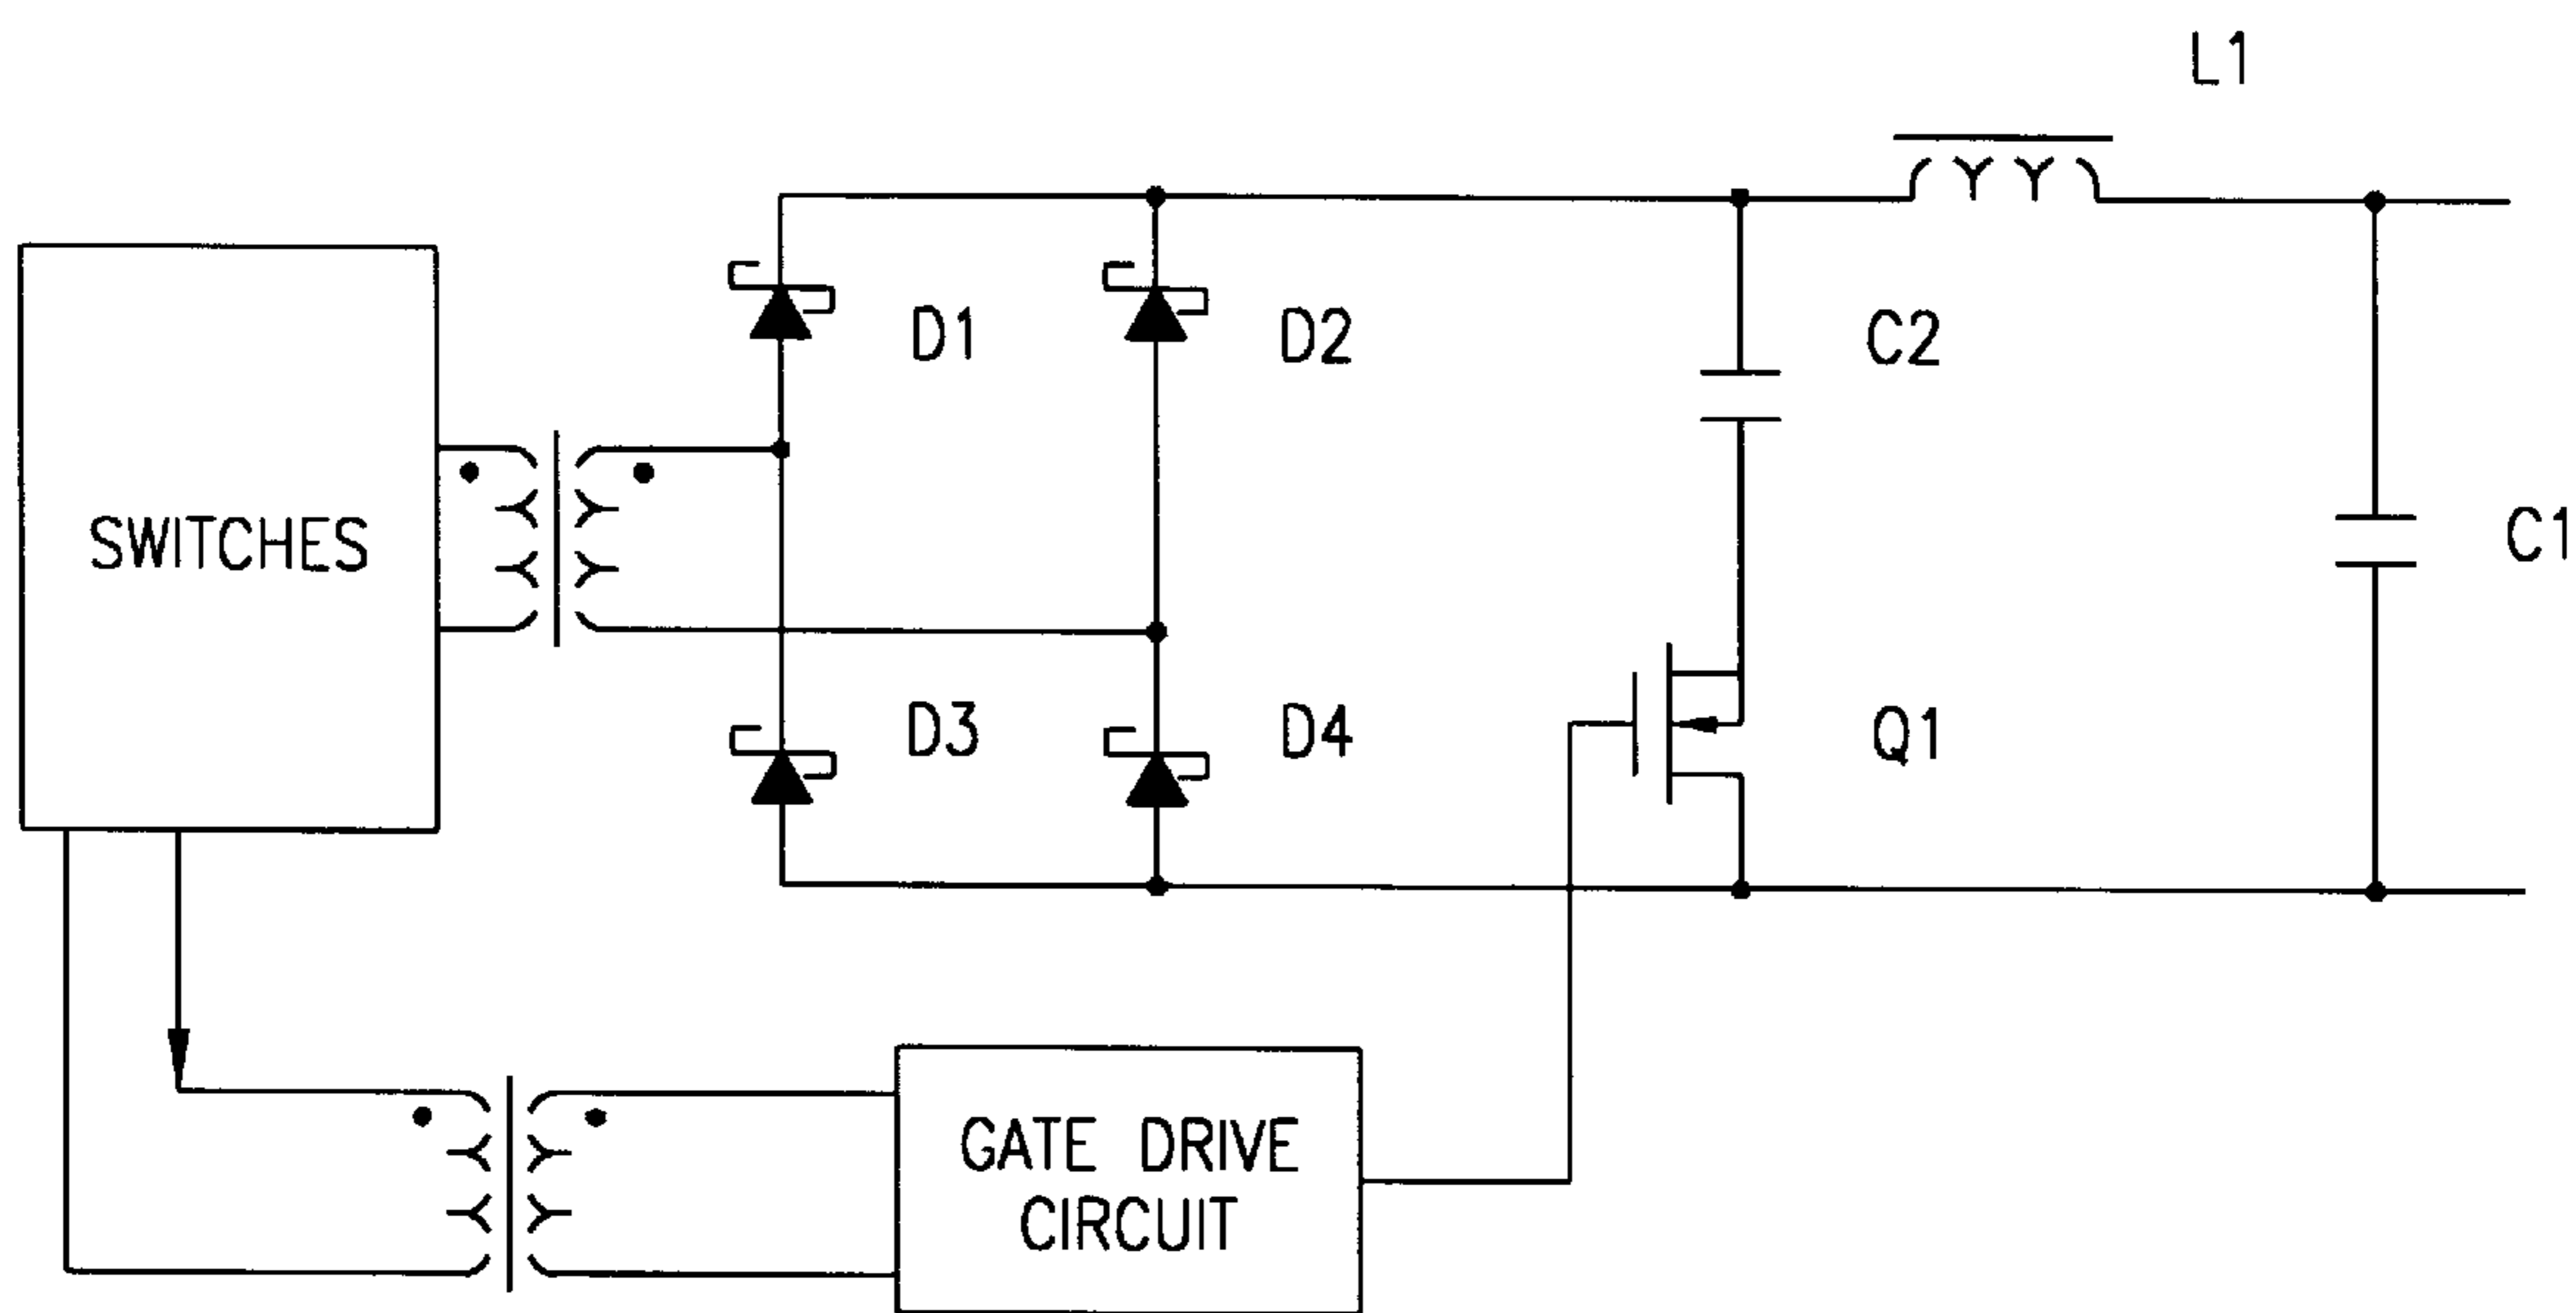 L1
D1
D2
C2
SWITCHES
C1
D3
D4
Q1
GATE DRIVE
CIRCUIT